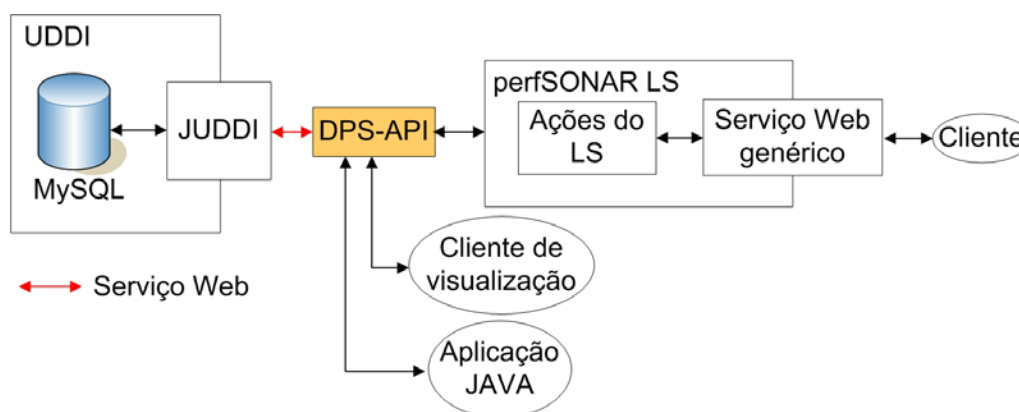 UDDI
MySQL
JUDDI
DPS-API
perfSONAR LS
Ações do
LS
Serviço Web
genérico
Cliente
Cliente de
visualização
Aplicação
JAVA
Serviço Web